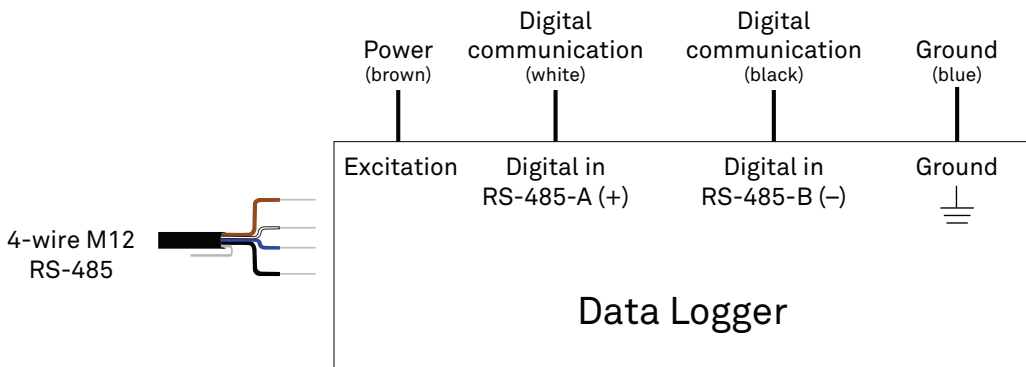 Power
(brown)
Digital
communication
(white)
Digital
communication
(black)
Ground
(blue)
Excitation
Digital in
RS-485-A (+)
Digital in
RS-485-B (–)
Ground
4-wire M12
RS-485
Data Logger